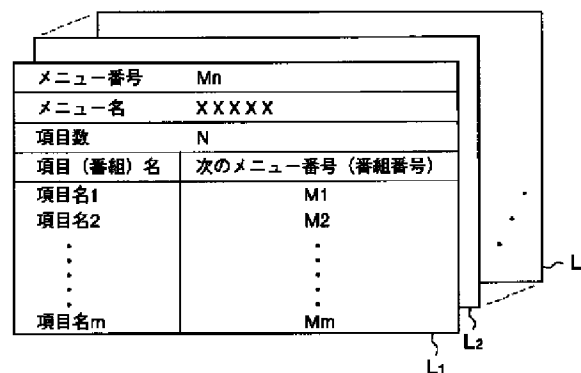 メニュー番号 Mn
メニュー名 XXXXX
項目数 N
項目（番組）名 次のメニュー番号（番組番号）
項目名1 M1
項目名2 M2
項目名m Mm
L
L2
L1